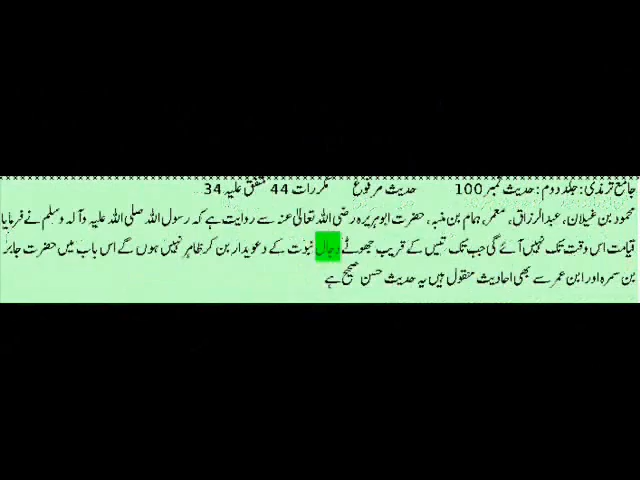 جامع ترمذی: جلد دوم: حدیث نمبر 100 حدیث مرفوع مکررات 44 متفق علیہ 34
محمود بن غیلان، عبدالرزاق، معمر، ہمام بن منبہ، حضرت ابوہریرہ رضی اللہ تعالیٰ عنہ سے روایت ہے کہ رسول اللہ صلی اللہ علیہ وآلہ وسلم نے فرمایا
قیامت اس وقت تک نہیں آئے گی جب تک تیس کے قریب جھوٹے دجال نبوت کے دعویدار بن کر ظاہر نہیں ہوں گے اس باب میں حضرت جابر
بن سمرہ اور ابن عمر سے بھی احادیث منقول ہیں یہ حدیث حسن صحیح ہے